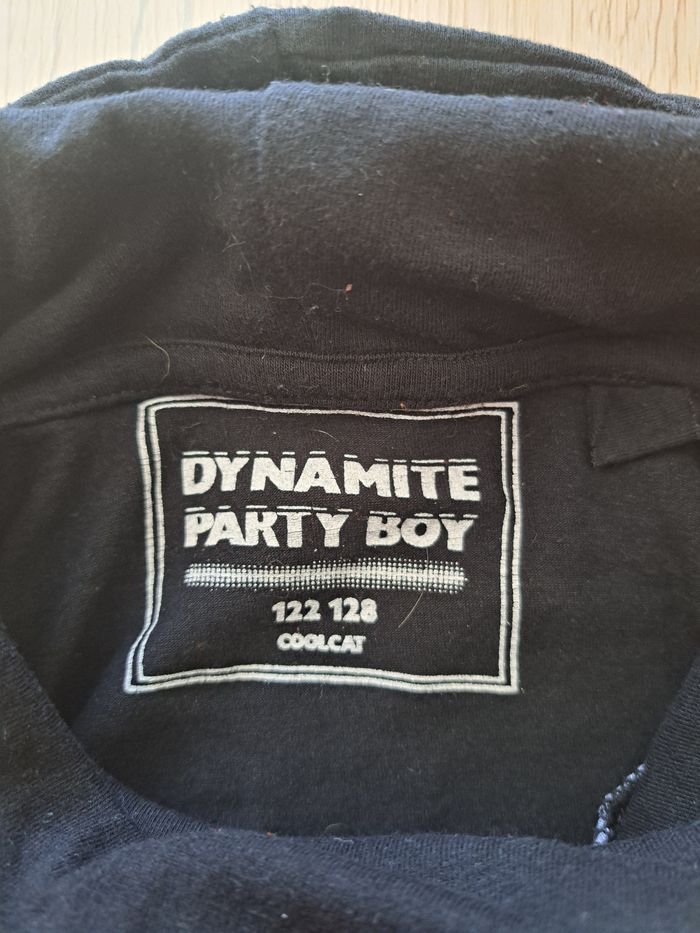 DYNAMITE
PARTY BOY
122 128
COOLCAT